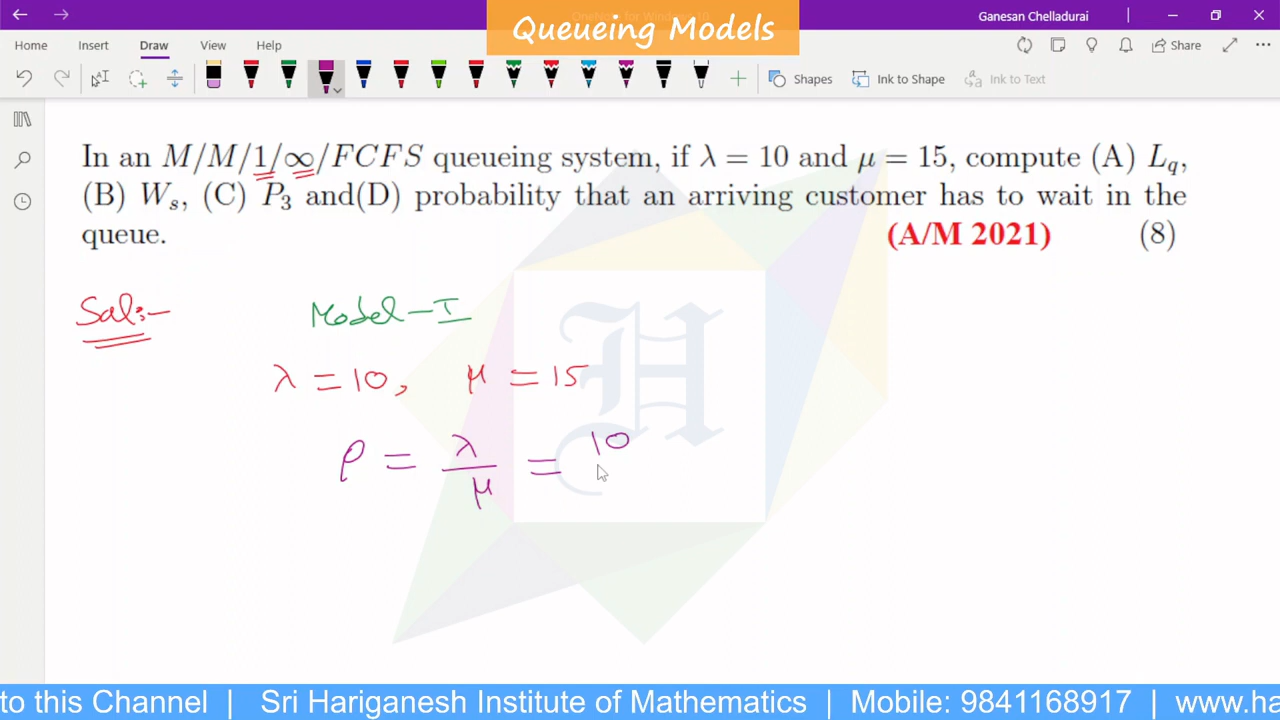 Queueing Models
Ganesan Chelladurai
Home Insert Draw View Help
Share
Shapes Ink to Shape Ink to Text
In an M/M/1/∞/FCFS queueing system, if λ = 10 and μ = 15, compute (A) L_q,
(B) W_s, (C) P_3 and(D) probability that an arriving customer has to wait in the
queue. (A/M 2021) (8)
Sol:-
Model-I
λ = 10, μ = 15
ρ = λ/μ = 10
to this Channel | Sri Hariganesh Institute of Mathematics | Mobile: 9841168917 | www.ha